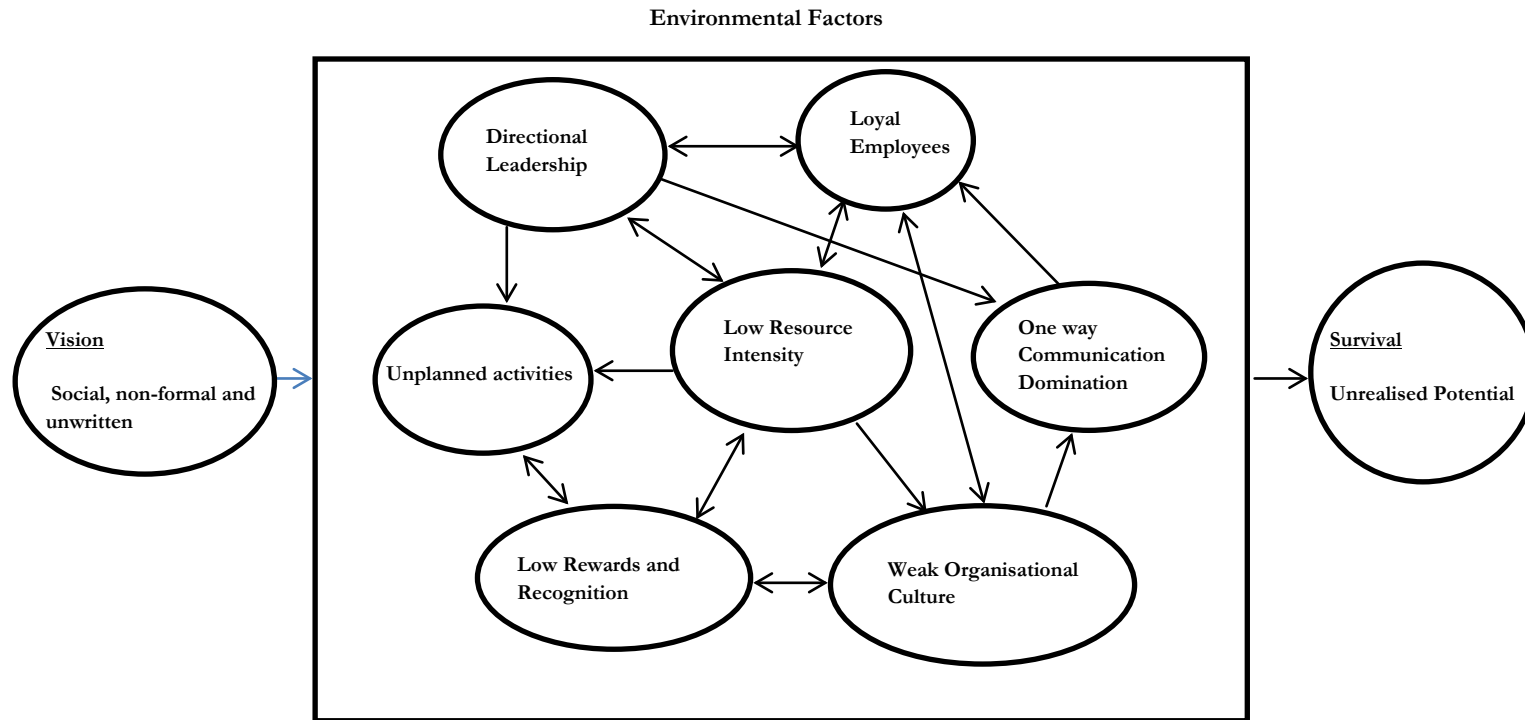 Environmental Factors
Directional
Leadership
Loyal
Employees
Vision
Social, non-formal and
unwritten
Unplanned activities
Low Resource
Intensity
One way
Communication
Domination
Survival
Unrealised Potential
Low Rewards and
Recognition
Weak Organisational
Culture